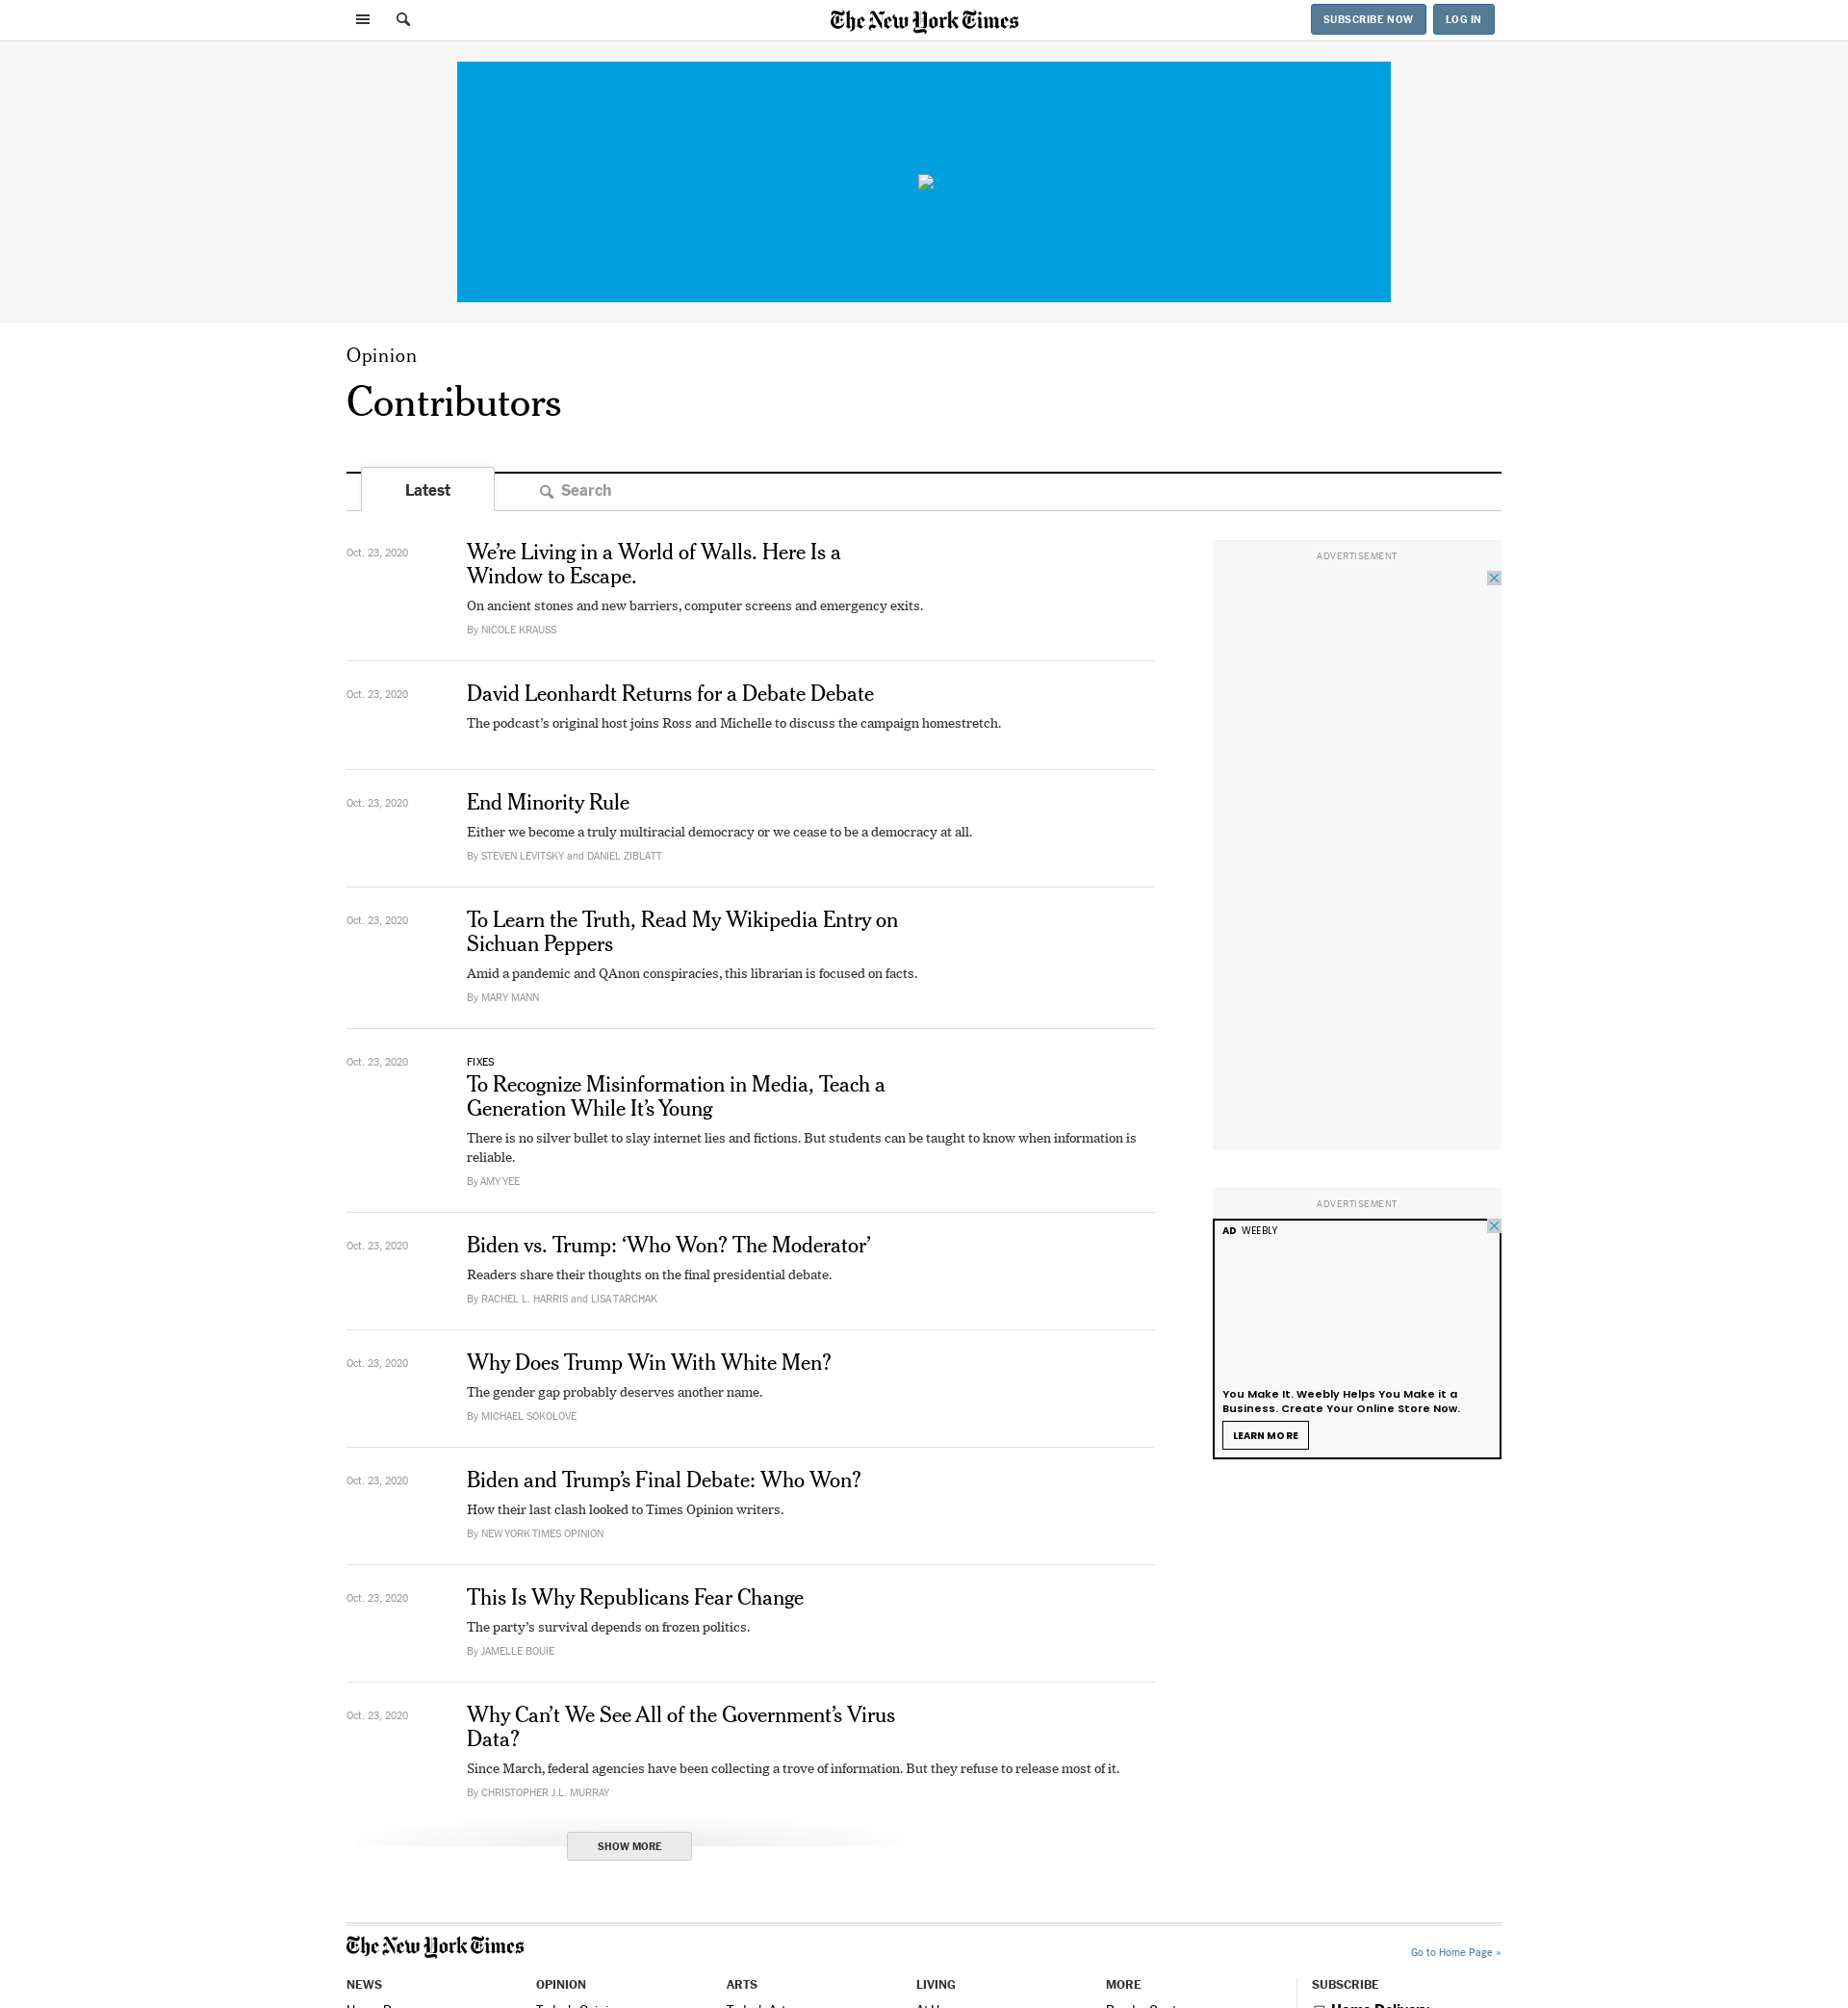 The New York Times
SUBSCRIBE NOW
LOG IN
Opinion
Contributors
Latest
Search
Oct. 23, 2020
We’re Living in a World of Walls. Here Is a
Window to Escape.
On ancient stones and new barriers, computer screens and emergency exits.
By NICOLE KRAUSS
Oct. 23, 2020
David Leonhardt Returns for a Debate Debate
The podcast’s original host joins Ross and Michelle to discuss the campaign homestretch.
Oct. 23, 2020
End Minority Rule
Either we become a truly multiracial democracy or we cease to be a democracy at all.
By STEVEN LEVITSKY and DANIEL ZIBLATT
Oct. 23, 2020
To Learn the Truth, Read My Wikipedia Entry on
Sichuan Peppers
Amid a pandemic and QAnon conspiracies, this librarian is focused on facts.
By MARY MANN
Oct. 23, 2020
FIXES
To Recognize Misinformation in Media, Teach a
Generation While It’s Young
There is no silver bullet to slay internet lies and fictions. But students can be taught to know when information is
reliable.
By AMY YEE
Oct. 23, 2020
Biden vs. Trump: ‘Who Won? The Moderator’
Readers share their thoughts on the final presidential debate.
By RACHEL L. HARRIS and LISA TARCHAK
Oct. 23, 2020
Why Does Trump Win With White Men?
The gender gap probably deserves another name.
By MICHAEL SOKOLOVE
Oct. 23, 2020
Biden and Trump’s Final Debate: Who Won?
How their last clash looked to Times Opinion writers.
By NEW YORK TIMES OPINION
Oct. 23, 2020
This Is Why Republicans Fear Change
The party’s survival depends on frozen politics.
By JAMELLE BOUIE
Oct. 23, 2020
Why Can’t We See All of the Government’s Virus
Data?
Since March, federal agencies have been collecting a trove of information. But they refuse to release most of it.
By CHRISTOPHER J.L. MURRAY
SHOW MORE
ADVERTISEMENT
ADVERTISEMENT
AD WEEBLY
You Make It. Weebly Helps You Make it a
Business. Create Your Online Store Now.
LEARN MORE
The New York Times
Go to Home Page »
NEWS
OPINION
ARTS
LIVING
MORE
SUBSCRIBE
Home Delivery